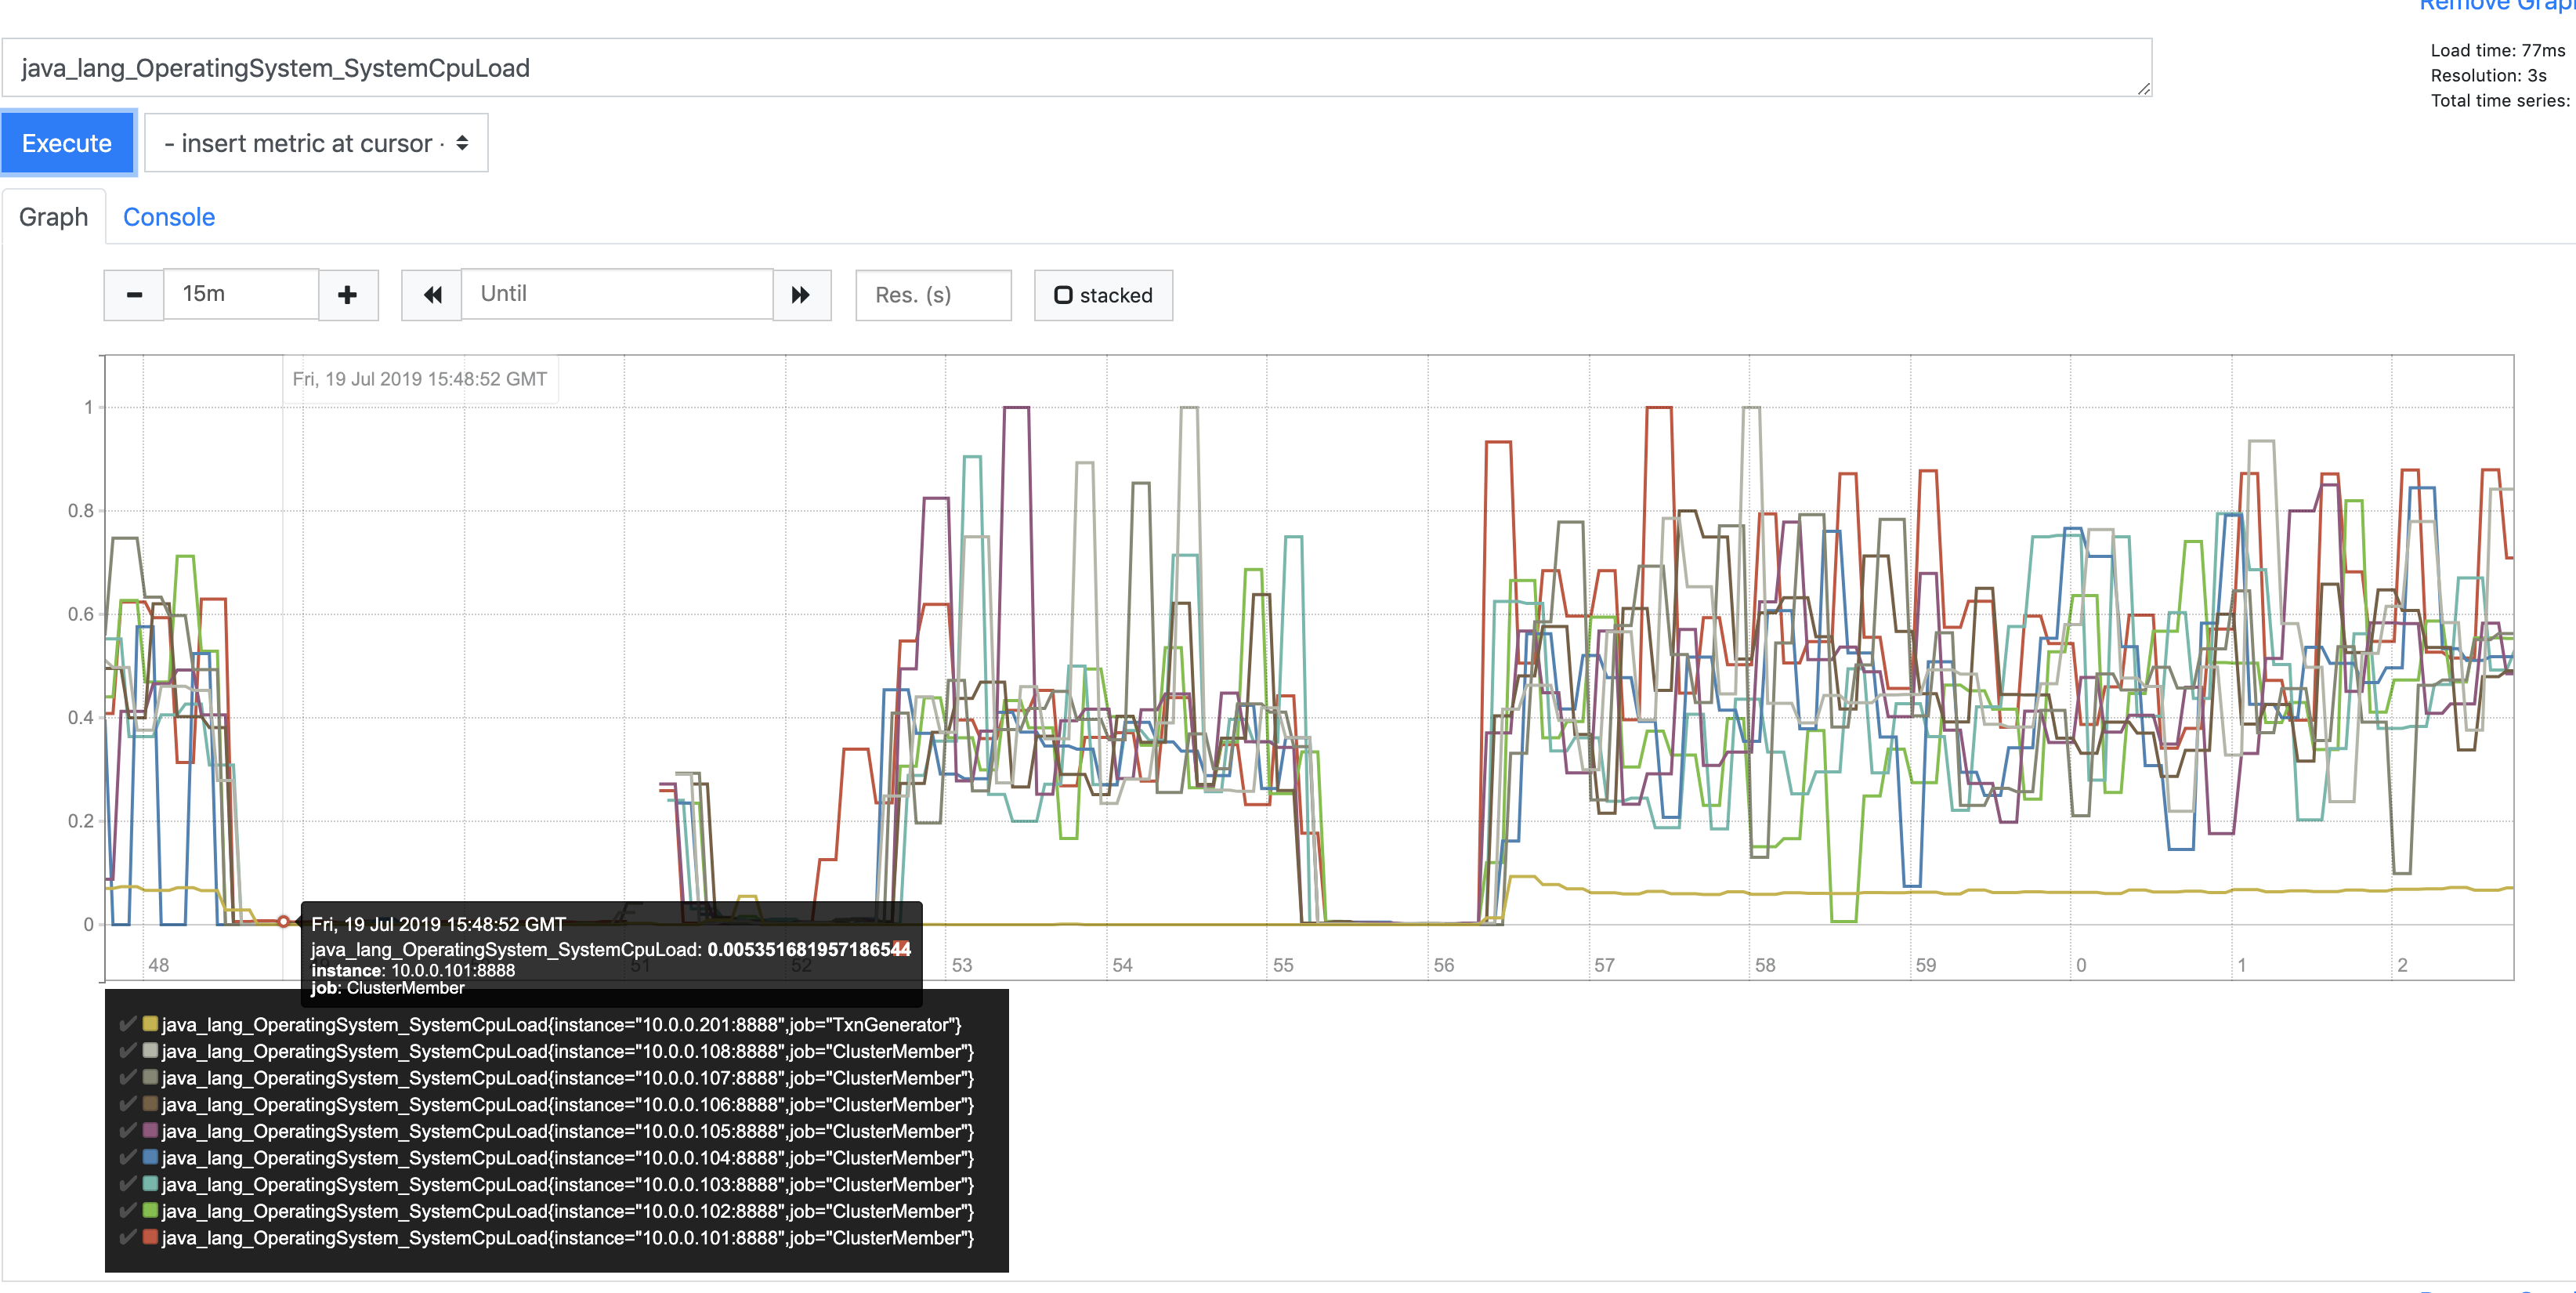 Remove Grap
java_lang_OperatingSystem_SystemCpuLoad
Load time: 77ms
Resolution: 3s
Total time series:
Execute
- insert metric at cursor -
Graph
Console
15m
Until
Res. (s)
stacked
Fri, 19 Jul 2019 15:48:52 GMT
1
0.8
0.6
0.4
0.2
0
Fri, 19 Jul 2019 15:48:52 GMT
java_lang_OperatingSystem_SystemCpuLoad: 0.005351681957186544
instance: 10.0.0.101:8888
job: ClusterMember
48 51 52 53 54 55 56 57 58 59 0 1 2
java_lang_OperatingSystem_SystemCpuLoad{instance="10.0.0.201:8888",job="TxnGenerator"}
java_lang_OperatingSystem_SystemCpuLoad{instance="10.0.0.108:8888",job="ClusterMember"}
java_lang_OperatingSystem_SystemCpuLoad{instance="10.0.0.107:8888",job="ClusterMember"}
java_lang_OperatingSystem_SystemCpuLoad{instance="10.0.0.106:8888",job="ClusterMember"}
java_lang_OperatingSystem_SystemCpuLoad{instance="10.0.0.105:8888",job="ClusterMember"}
java_lang_OperatingSystem_SystemCpuLoad{instance="10.0.0.104:8888",job="ClusterMember"}
java_lang_OperatingSystem_SystemCpuLoad{instance="10.0.0.103:8888",job="ClusterMember"}
java_lang_OperatingSystem_SystemCpuLoad{instance="10.0.0.102:8888",job="ClusterMember"}
java_lang_OperatingSystem_SystemCpuLoad{instance="10.0.0.101:8888",job="ClusterMember"}